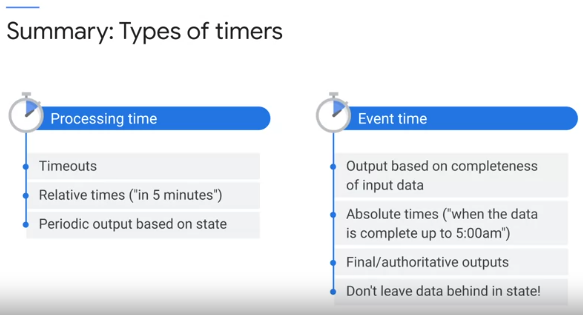 Summary: Types of timers
Processing time
Timeouts
Relative times ("in 5 minutes")
Periodic output based on state
Event time
Output based on completeness
of input data
Absolute times ("when the data
is complete up to 5:00am")
Final/authoritative outputs
Don't leave data behind in state!